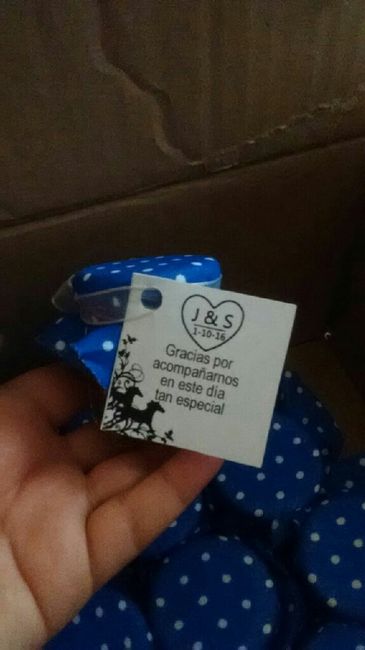 J & S
1-10-16
Gracias por
acompañarnos
en este día
tan especial